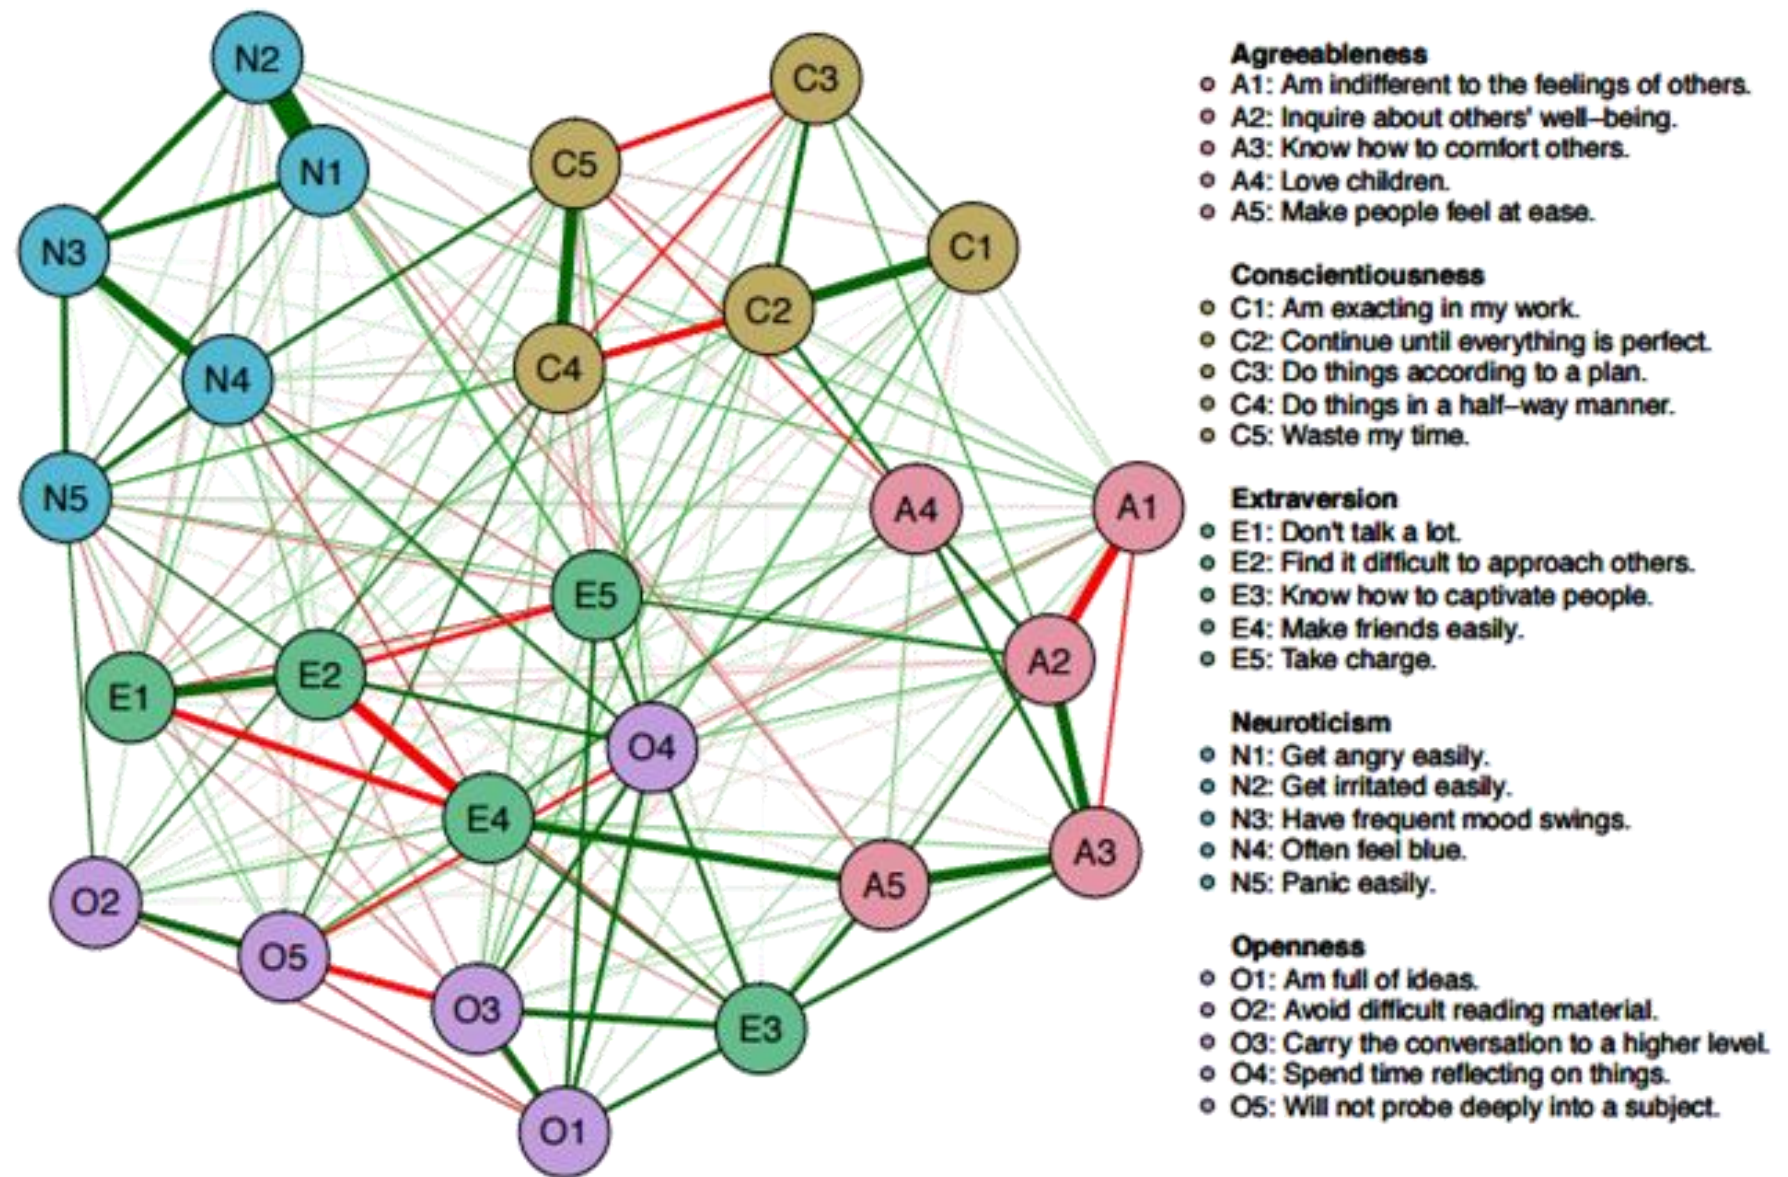 N2
C3
C5
N1
N3
C1
C2
C4
N4
N5
A4
A1
E5
A2
E2
E1
O4
E4
A3
A5
O2
O5
O3
E3
O1
Agreeableness
A1: Am indifferent to the feelings of others.
A2: Inquire about others' well–being.
A3: Know how to comfort others.
A4: Love children.
A5: Make people feel at ease.
Conscientiousness
C1: Am exacting in my work.
C2: Continue until everything is perfect.
C3: Do things according to a plan.
C4: Do things in a half–way manner.
C5: Waste my time.
Extraversion
E1: Don't talk a lot.
E2: Find it difficult to approach others.
E3: Know how to captivate people.
E4: Make friends easily.
E5: Take charge.
Neuroticism
N1: Get angry easily.
N2: Get irritated easily.
N3: Have frequent mood swings.
N4: Often feel blue.
N5: Panic easily.
Openness
O1: Am full of ideas.
O2: Avoid difficult reading material.
O3: Carry the conversation to a higher level.
O4: Spend time reflecting on things.
O5: Will not probe deeply into a subject.